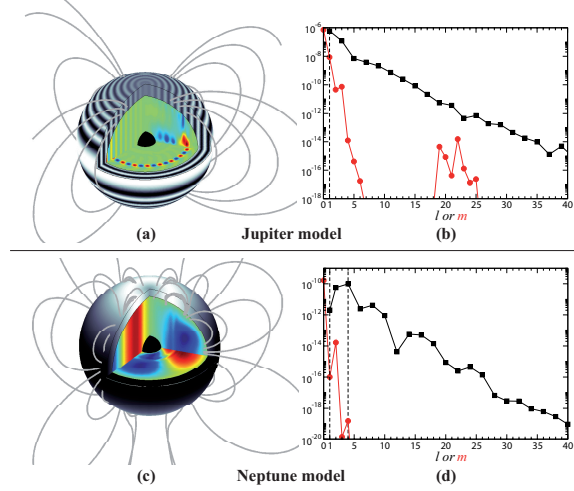 (a)
Jupiter model
(b)
10^-6
10^-8
10^-10
10^-12
10^-14
10^-16
10^-18
0 1 5 10 15 20 25 30 35 40
l or m
(c)
Neptune model
(d)
10^-10
10^-12
10^-14
10^-16
10^-18
10^-20
0 1 5 10 15 20 25 30 35 40
l or m